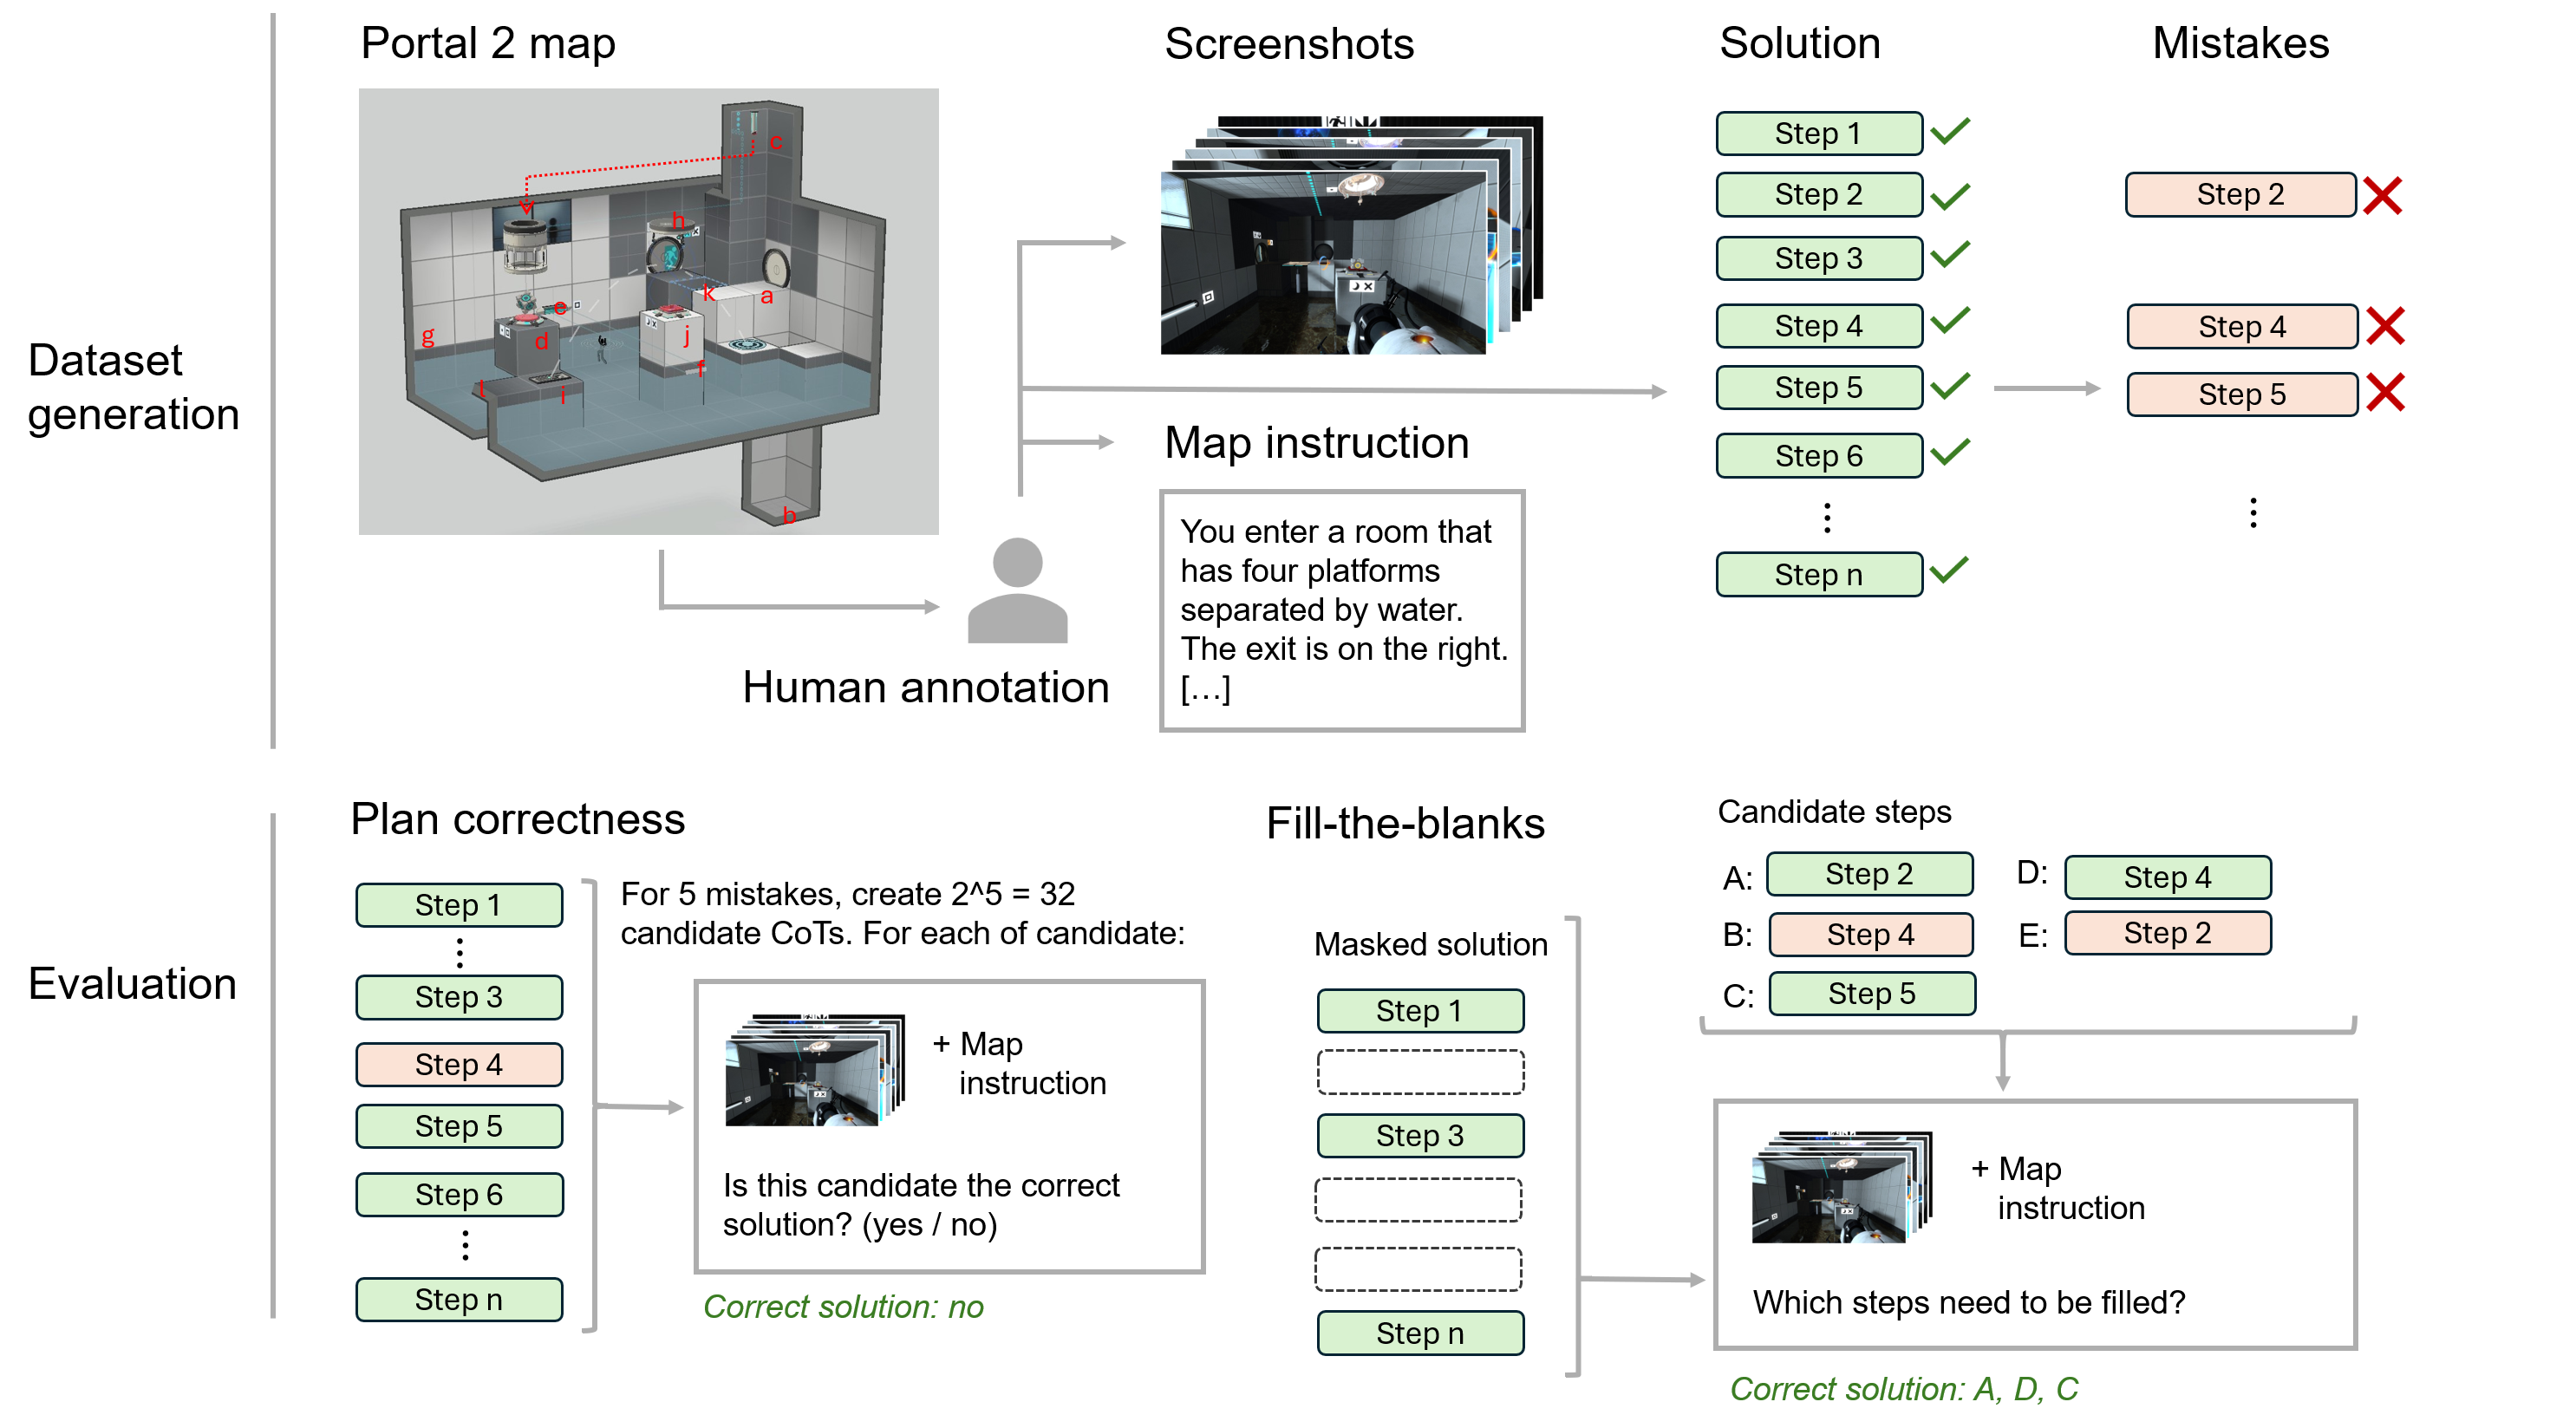 Dataset
generation
Portal 2 map
c
h
k
a
e
g
d
j
f
t
i
b
Human annotation
Screenshots
Map instruction
You enter a room that
has four platforms
separated by water.
The exit is on the right.
[…]
Solution
Step 1
Step 2
Step 3
Step 4
Step 5
Step 6
Step n
Mistakes
Step 2
Step 4
Step 5
Evaluation
Plan correctness
Step 1
Step 3
Step 4
Step 5
Step 6
Step n
For 5 mistakes, create 2^5 = 32
candidate CoTs. For each of candidate:
+ Map
instruction
Is this candidate the correct
solution? (yes / no)
Correct solution: no
Fill-the-blanks
Masked solution
Step 1
Step 3
Step n
Candidate steps
A: Step 2
B: Step 4
C: Step 5
D: Step 4
E: Step 2
+ Map
instruction
Which steps need to be filled?
Correct solution: A, D, C